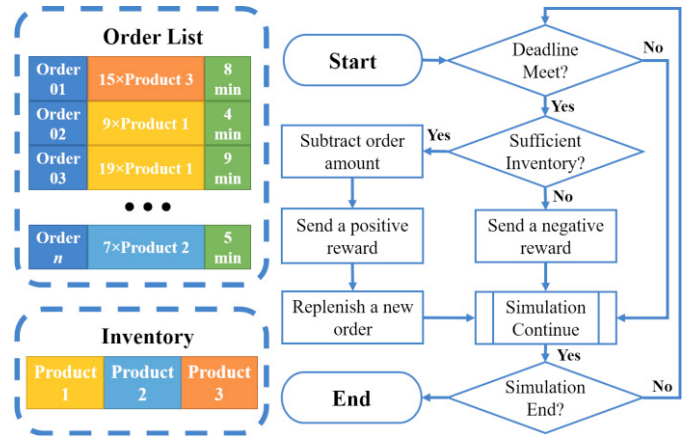 Order List
Order
01
15×Product 3
8
min
Order
02
9×Product 1
4
min
Order
03
19×Product 1
9
min
Order
n
7×Product 2
5
min
Inventory
Product
1
Product
2
Product
3
Start
Deadline
Meet?
No
Yes
Sufficient
Inventory?
Yes
No
Subtract order
amount
Send a positive
reward
Send a negative
reward
Replenish a new
order
Simulation
Continue
Yes
Simulation
End?
No
End